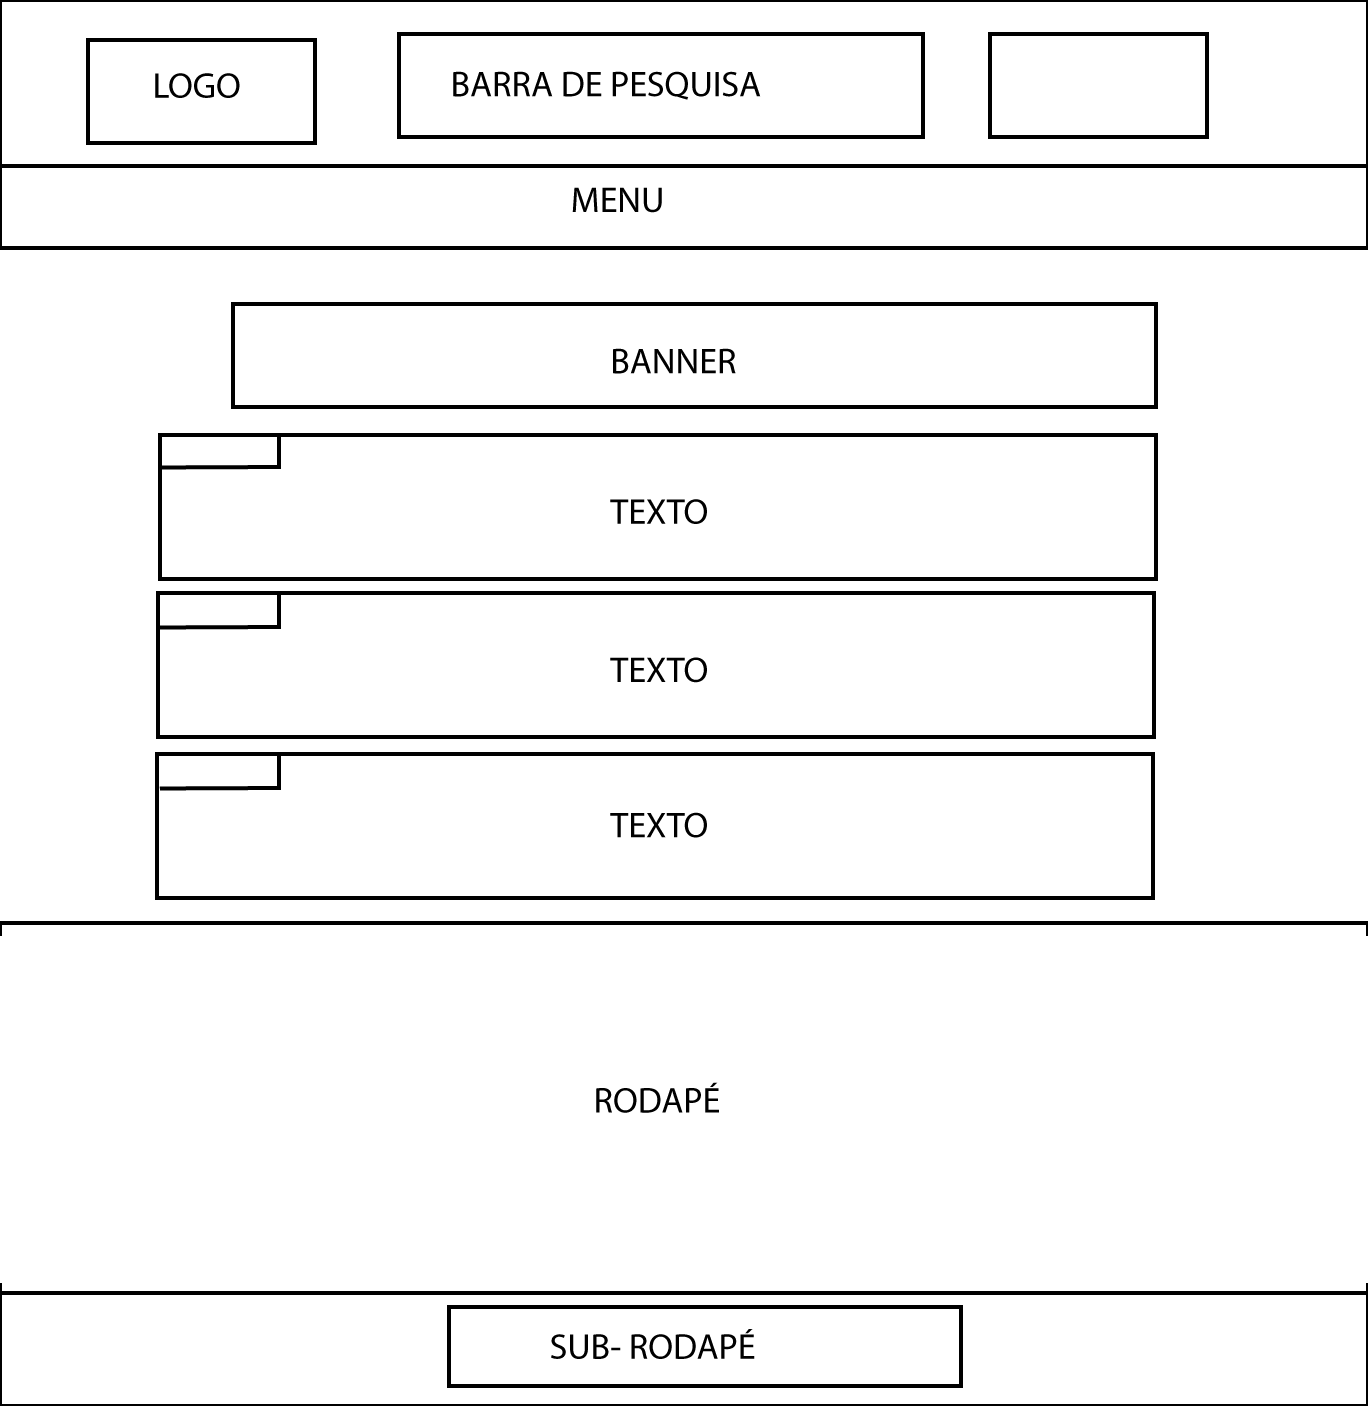 LOGO
BARRA DE PESQUISA
MENU
BANNER
TEXTO
TEXTO
TEXTO
RODAPÉ
SUB- RODAPÉ